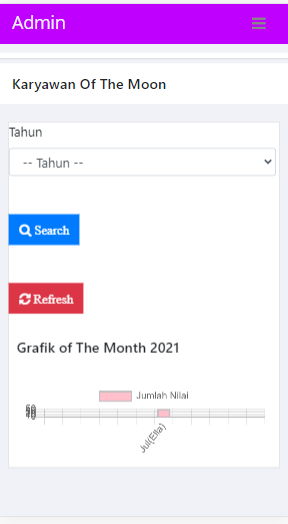 Admin
Karyawan Of The Moon
Tahun
-- Tahun --
Search
Refresh
Grafik of The Month 2021
Jumlah Nilai
Jul(Ella)